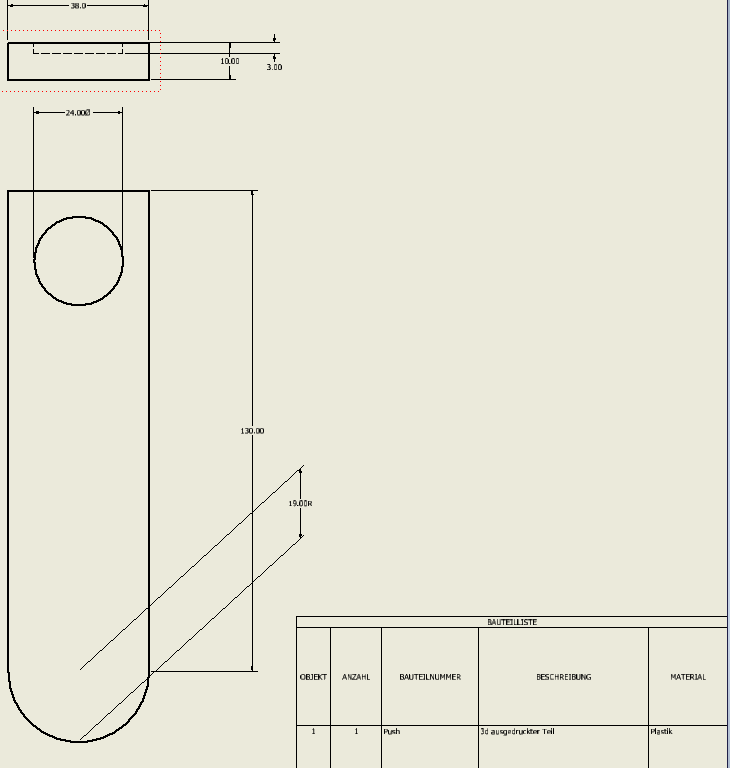 38.0
10.00
3.00
24.00Ø
130.00
19.00R
BAUTEILLISTE
OBJEKT ANZAHL BAUTEILNUMMER BESCHREIBUNG MATERIAL
1 1 Push 3d ausgedruckter Teil Plastik